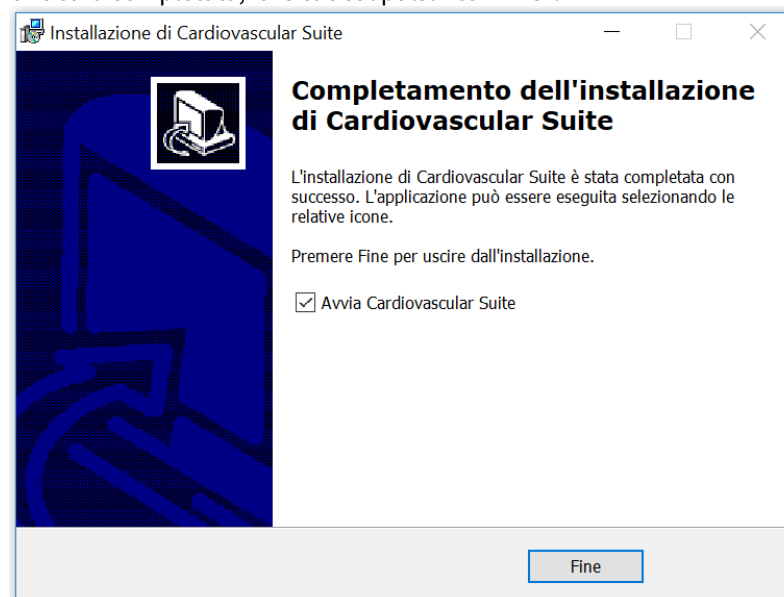 Installazione di Cardiovascular Suite
Completamento dell'installazione
di Cardiovascular Suite
L'installazione di Cardiovascular Suite è stata completata con
successo. L'applicazione può essere eseguita selezionando le
relative icone.
Premere Fine per uscire dall'installazione.
Avvia Cardiovascular Suite
Fine